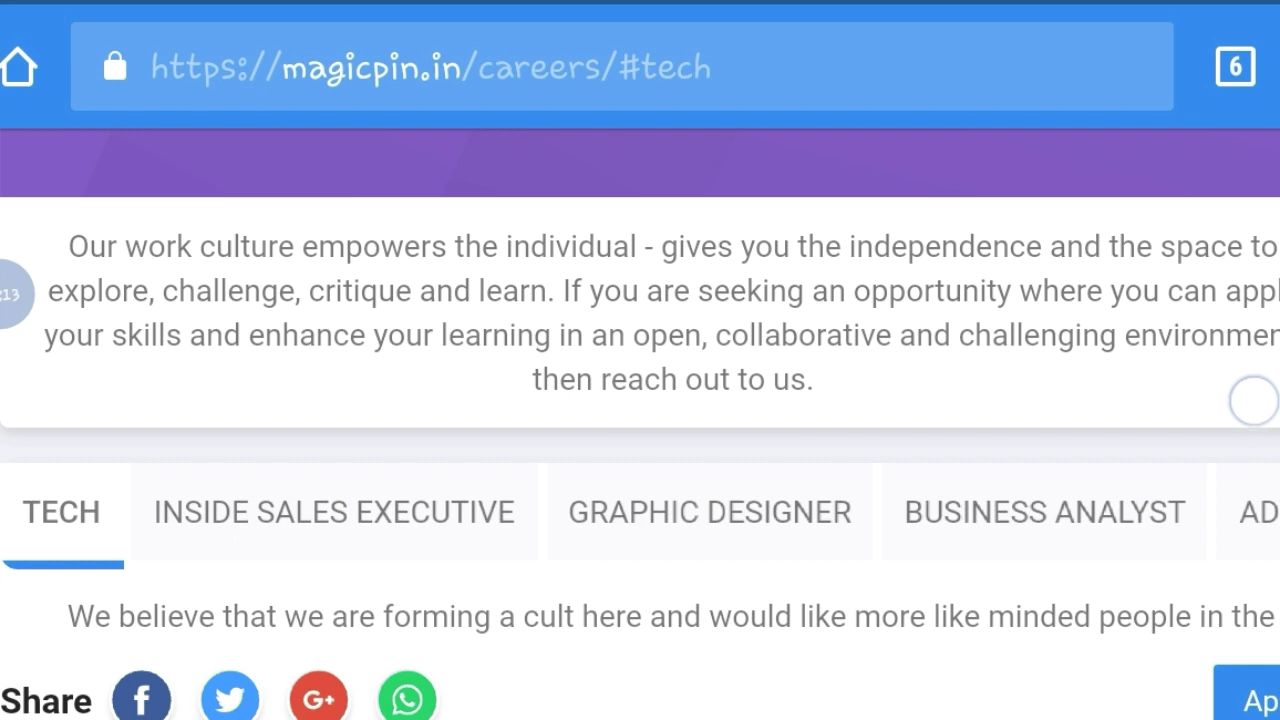 https://magicpin.in/careers/#tech
6
Our work culture empowers the individual - gives you the independence and the space to
:13
explore, challenge, critique and learn. If you are seeking an opportunity where you can appl
your skills and enhance your learning in an open, collaborative and challenging environmen
then reach out to us.
TECH INSIDE SALES EXECUTIVE GRAPHIC DESIGNER BUSINESS ANALYST AD
We believe that we are forming a cult here and would like more like minded people in the
Share f G+ Ap